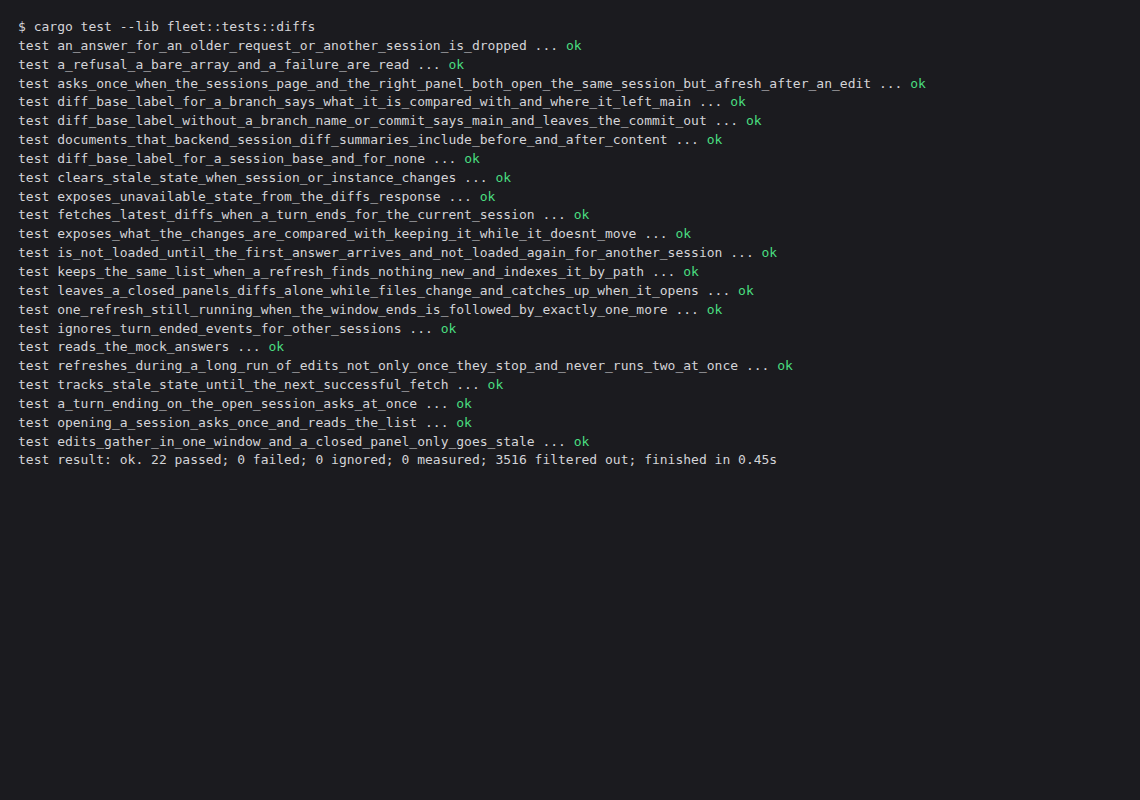 $ cargo test --lib fleet::tests::diffs
test an_answer_for_an_older_request_or_another_session_is_dropped ... ok
test a_refusal_a_bare_array_and_a_failure_are_read ... ok
test asks_once_when_the_sessions_page_and_the_right_panel_both_open_the_same_session_but_afresh_after_an_edit ... ok
test diff_base_label_for_a_branch_says_what_it_is_compared_with_and_where_it_left_main ... ok
test diff_base_label_without_a_branch_name_or_commit_says_main_and_leaves_the_commit_out ... ok
test documents_that_backend_session_diff_summaries_include_before_and_after_content ... ok
test diff_base_label_for_a_session_base_and_for_none ... ok
test clears_stale_state_when_session_or_instance_changes ... ok
test exposes_unavailable_state_from_the_diffs_response ... ok
test fetches_latest_diffs_when_a_turn_ends_for_the_current_session ... ok
test exposes_what_the_changes_are_compared_with_keeping_it_while_it_doesnt_move ... ok
test is_not_loaded_until_the_first_answer_arrives_and_not_loaded_again_for_another_session ... ok
test keeps_the_same_list_when_a_refresh_finds_nothing_new_and_indexes_it_by_path ... ok
test leaves_a_closed_panels_diffs_alone_while_files_change_and_catches_up_when_it_opens ... ok
test one_refresh_still_running_when_the_window_ends_is_followed_by_exactly_one_more ... ok
test ignores_turn_ended_events_for_other_sessions ... ok
test reads_the_mock_answers ... ok
test refreshes_during_a_long_run_of_edits_not_only_once_they_stop_and_never_runs_two_at_once ... ok
test tracks_stale_state_until_the_next_successful_fetch ... ok
test a_turn_ending_on_the_open_session_asks_at_once ... ok
test opening_a_session_asks_once_and_reads_the_list ... ok
test edits_gather_in_one_window_and_a_closed_panel_only_goes_stale ... ok
test result: ok. 22 passed; 0 failed; 0 ignored; 0 measured; 3516 filtered out; finished in 0.45s